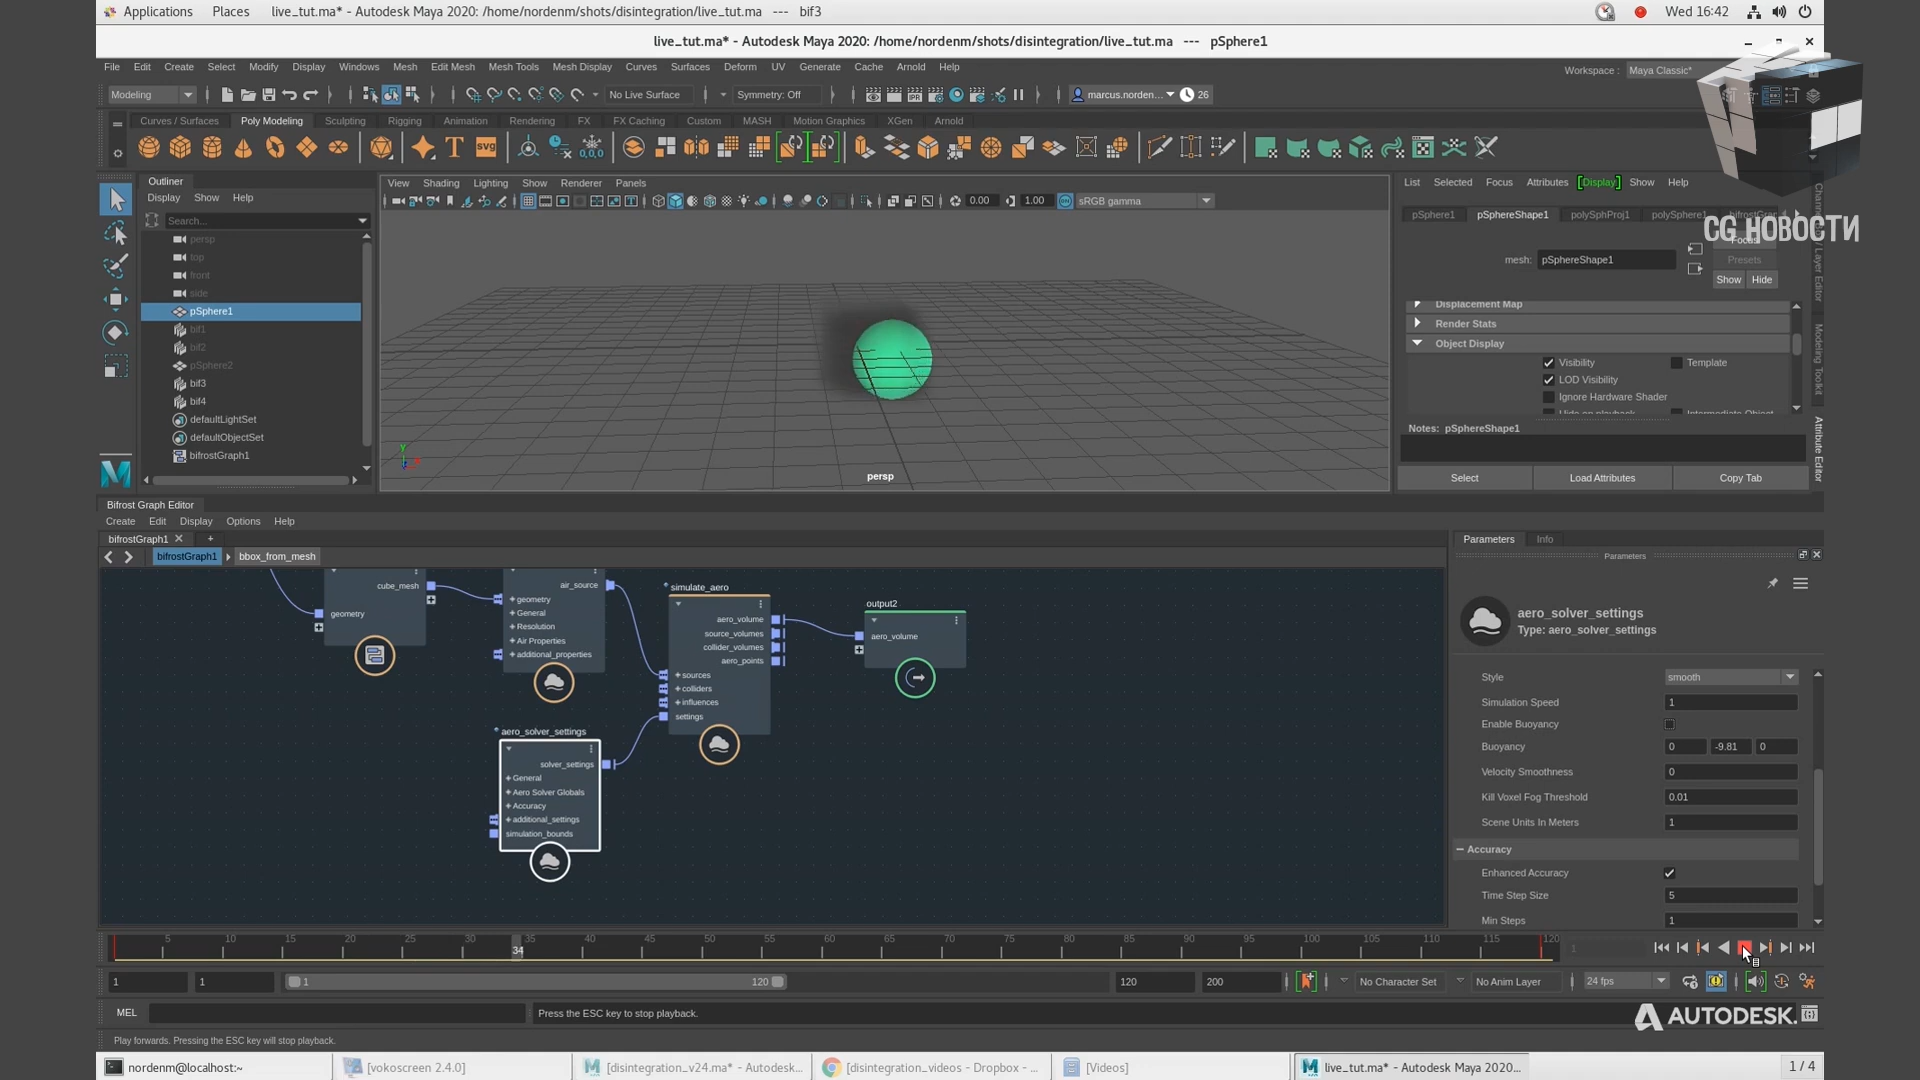 Applications Places live_tut.ma* - Autodesk Maya 2020: /home/nordenm/shots/disintegration/live_tut.ma --- bif3 Wed 16:42
live_tut.ma* - Autodesk Maya 2020: /home/nordenm/shots/disintegration/live_tut.ma --- pSphere1
File Edit Create Select Modify Display Windows Mesh Edit Mesh Mesh Tools Mesh Display Curves Surfaces Deform UV Generate Cache Arnold Help
Workspace : Maya Classic*
Modeling No Live Surface Symmetry: Off marcus.norden... 26
Curves / Surfaces Poly Modeling Sculpting Rigging Animation Rendering FX FX Caching Custom MASH Motion Graphics XGen Arnold
CG НОВОСТИ
Outliner
Display Show Help
Search...
persp
top
front
side
pSphere1
bif1
bif2
pSphere2
bif3
bif4
defaultLightSet
defaultObjectSet
bifrostGraph1
View Shading Lighting Show Renderer Panels
0.00 1.00 sRGB gamma
persp
List Selected Focus Attributes [Display] Show Help
pSphere1 pSphereShape1 polySphProj1 polySphere1
Focus
mesh: pSphereShape1
Presets
Show Hide
Displacement Map
Render Stats
Object Display
Visibility Template
LOD Visibility
Ignore Hardware Shader
Hide on playback Intermediate Object
Notes: pSphereShape1
Select Load Attributes Copy Tab
Modeling Toolkit
Attribute Editor
Bifrost Graph Editor
Create Edit Display Options Help
bifrostGraph1 +
bifrostGraph1 bbox_from_mesh
cube_mesh
geometry
air_source
geometry
General
Resolution
Air Properties
additional_properties
simulate_aero
aero_volume
source_volumes
collider_volumes
aero_points
sources
colliders
influences
settings
output2
aero_volume
aero_solver_settings
solver_settings
General
Aero Solver Globals
Accuracy
additional_settings
simulation_bounds
Parameters Info
Parameters
aero_solver_settings
Type: aero_solver_settings
Style smooth
Simulation Speed 1
Enable Buoyancy
Buoyancy 0 -9.81 0
Velocity Smoothness 0
Kill Voxel Fog Threshold 0.01
Scene Units In Meters 1
Accuracy
Enhanced Accuracy
Time Step Size 5
Min Steps 1
5 10 15 20 25 30 34 35 40 45 50 55 60 65 70 75 80 85 90 95 100 105 110 115 120 1
1 1 1 120 120 200 No Character Set No Anim Layer 24 fps
MEL Press the ESC key to stop playback.
AUTODESK.
Play forwards. Pressing the ESC key will stop playback.
nordenm@localhost:~ [vokoscreen 2.4.0] [disintegration_v24.ma* - Autodesk... [disintegration_videos - Dropbox - ... [Videos] live_tut.ma* - Autodesk Maya 2020... 1 / 4